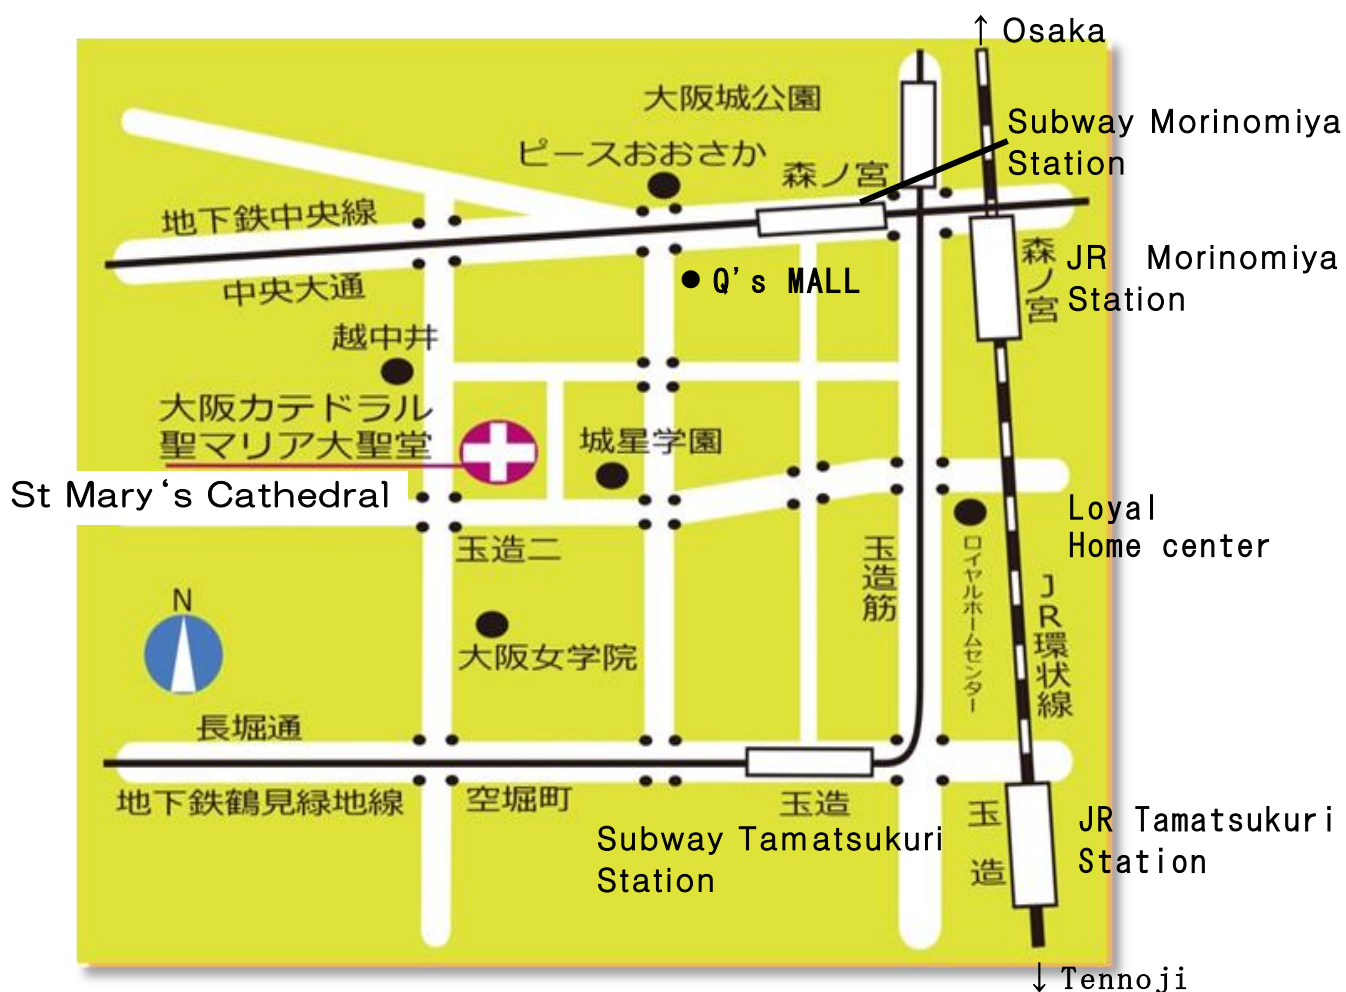 ↑ Osaka
大阪城公園
Subway Morinomiya
Station
ピースおおさか
森ノ宮
地下鉄中央線
森ノ宮
JR Morinomiya
Station
Q's MALL
中央大通
越中井
大阪カテドラル
聖マリア大聖堂
城星学園
St Mary's Cathedral
Loyal
Home center
玉造二
玉造筋
ロイヤルホームセンター
JR環状線
N
大阪女学院
長堀通
地下鉄鶴見緑地線
空堀町
玉造
玉造
JR Tamatsukuri
Station
Subway Tamatsukuri
Station
↓ Tennoji